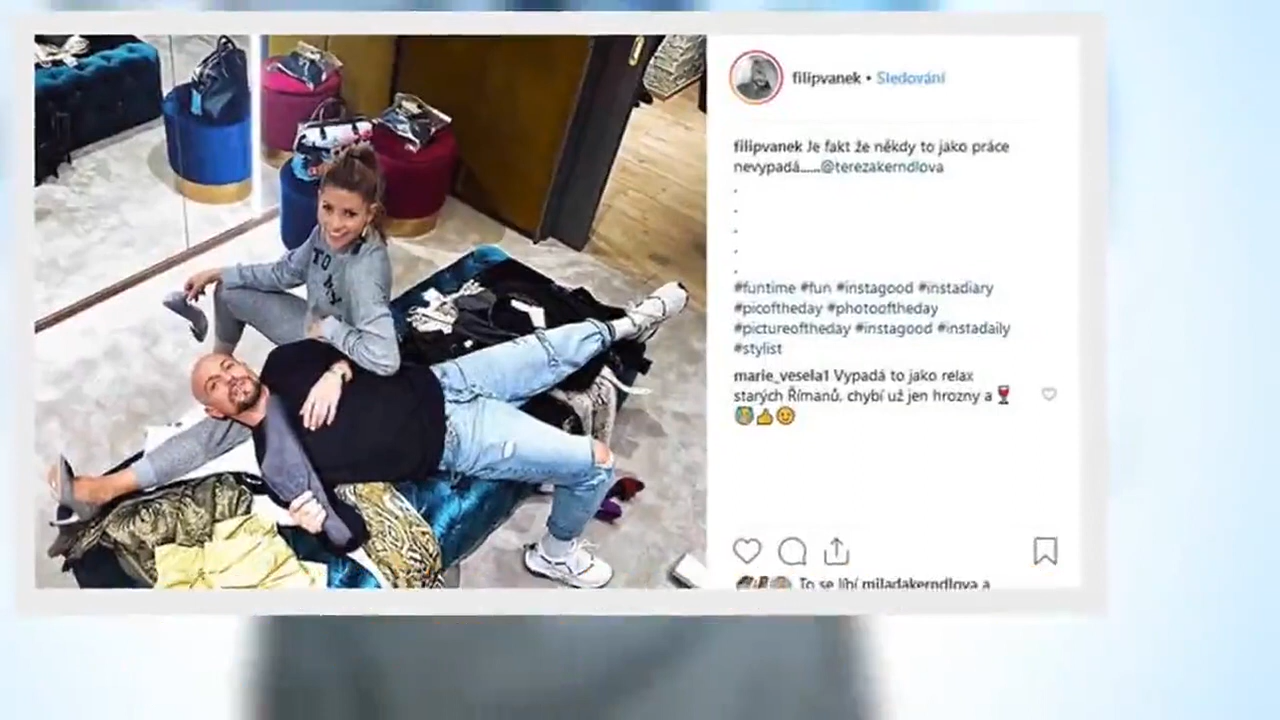 filipvanek • Sledování
filipvanek Je fakt že někdy to jako práce
nevypadá......@terezakerndlova
.
.
.
.
.
#funtime #fun #instagood #instadiary
#picoftheday #photooftheday
#pictureoftheday #instagood #instadaily
#stylist
marie_vesela1 Vypadá to jako relax
starých Římanů, chybí už jen hrozny a 🍷
To se líbí miladakerndlova a